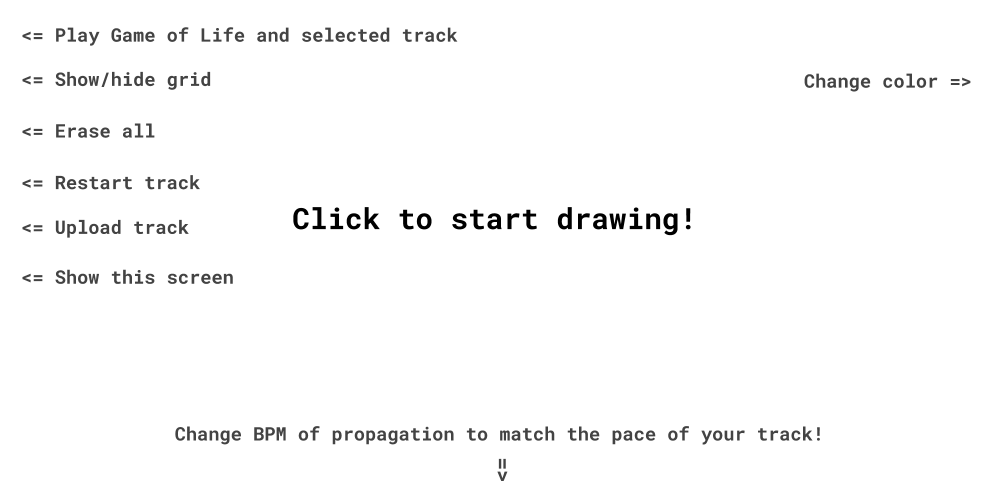 <= Play Game of Life and selected track
<= Show/hide grid
Change color =>
<= Erase all
<= Restart track
Click to start drawing!
<= Upload track
<= Show this screen
Change BPM of propagation to match the pace of your track!
=>